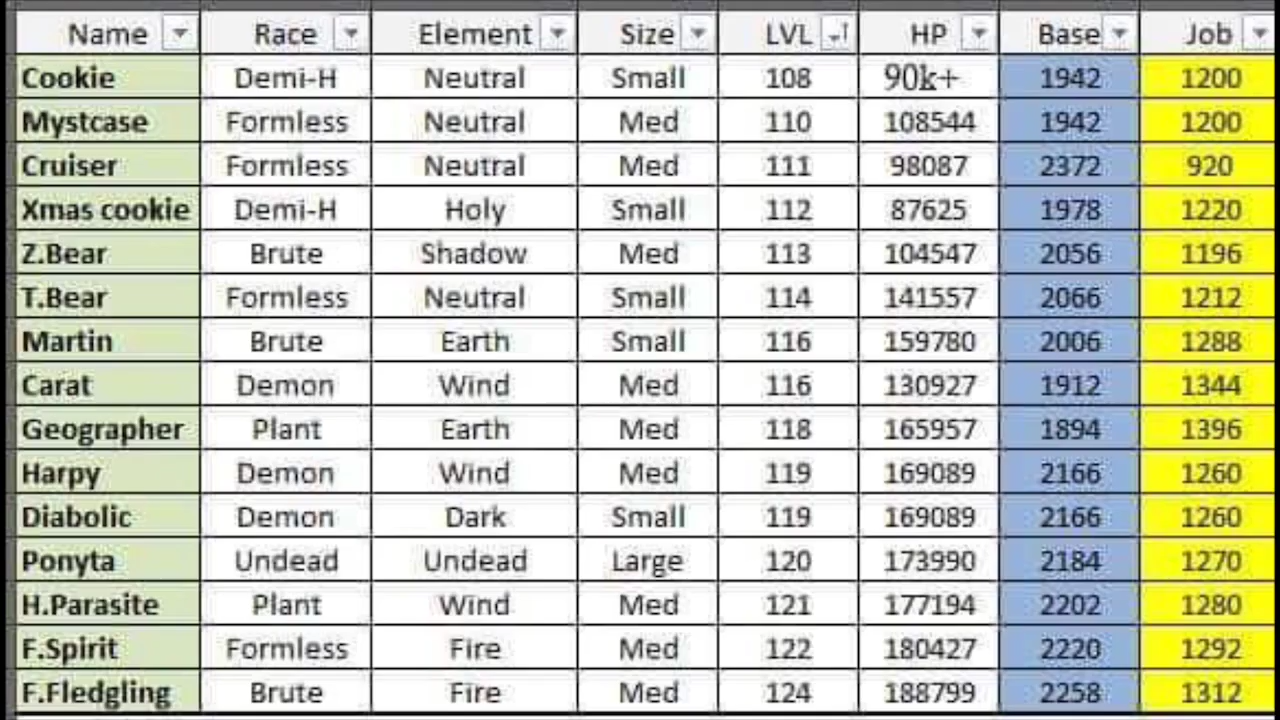 Name Race Element Size LVL HP Base Job
Cookie Demi-H Neutral Small 108 90k+ 1942 1200
Mystcase Formless Neutral Med 110 108544 1942 1200
Cruiser Formless Neutral Med 111 98087 2372 920
Xmas cookie Demi-H Holy Small 112 87625 1978 1220
Z.Bear Brute Shadow Med 113 104547 2056 1196
T.Bear Formless Neutral Small 114 141557 2066 1212
Martin Brute Earth Small 116 159780 2006 1288
Carat Demon Wind Med 116 130927 1912 1344
Geographer Plant Earth Med 118 165957 1894 1396
Harpy Demon Wind Med 119 169089 2166 1260
Diabolic Demon Dark Small 119 169089 2166 1260
Ponyta Undead Undead Large 120 173990 2184 1270
H.Parasite Plant Wind Med 121 177194 2202 1280
F.Spirit Formless Fire Med 122 180427 2220 1292
F.Fledgling Brute Fire Med 124 188799 2258 1312